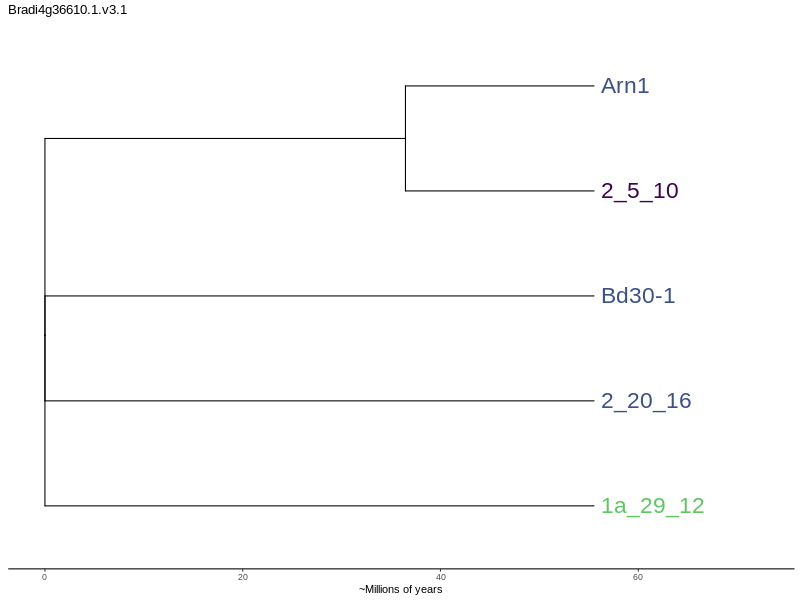 Bradi4g36610.1.v3.1
Arn1
2_5_10
Bd30-1
2_20_16
1a_29_12
0 20 40 60
~Millions of years